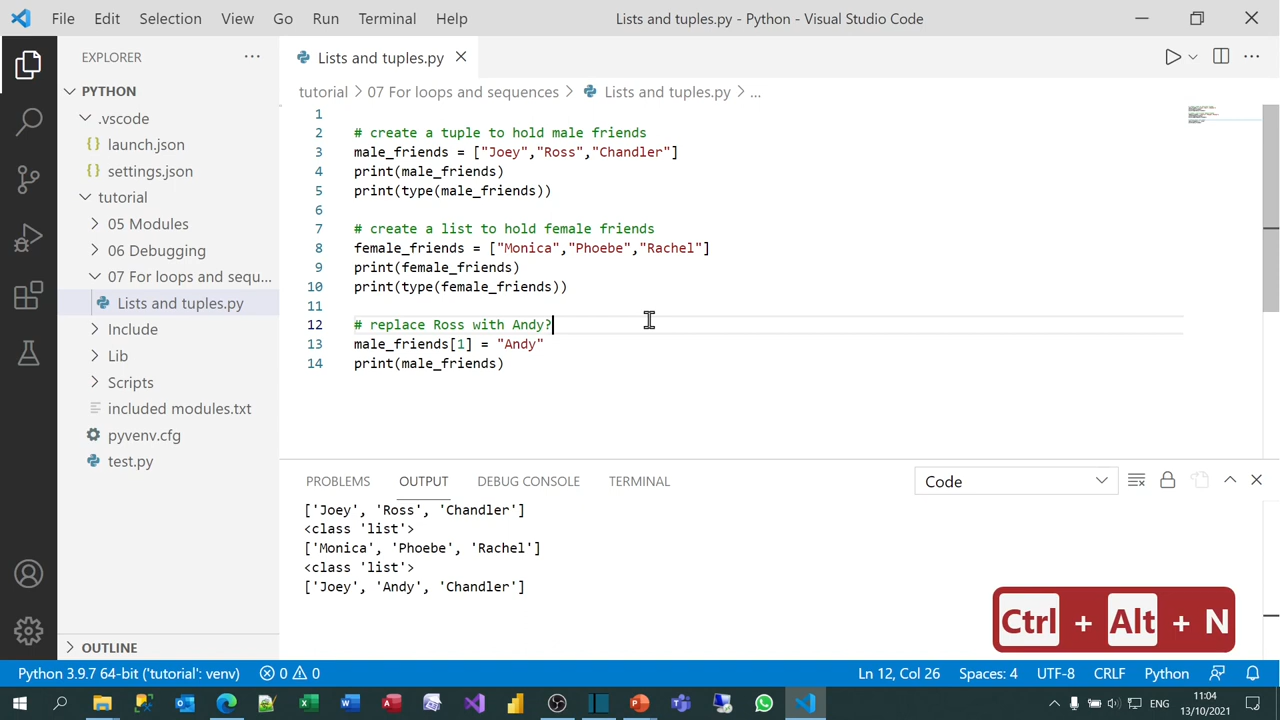 File Edit Selection View Go Run Terminal Help Lists and tuples.py - Python - Visual Studio Code
EXPLORER
PYTHON
.vscode
launch.json
settings.json
tutorial
05 Modules
06 Debugging
07 For loops and sequ...
Lists and tuples.py
Include
Lib
Scripts
included modules.txt
pyvenv.cfg
test.py
OUTLINE
Lists and tuples.py
tutorial > 07 For loops and sequences > Lists and tuples.py > ...
1
2 # create a tuple to hold male friends
3 male_friends = ["Joey","Ross","Chandler"]
4 print(male_friends)
5 print(type(male_friends))
6
7 # create a list to hold female friends
8 female_friends = ["Monica","Phoebe","Rachel"]
9 print(female_friends)
10 print(type(female_friends))
11
12 # replace Ross with Andy?
13 male_friends[1] = "Andy"
14 print(male_friends)
PROBLEMS OUTPUT DEBUG CONSOLE TERMINAL Code
['Joey', 'Ross', 'Chandler']
<class 'list'>
['Monica', 'Phoebe', 'Rachel']
<class 'list'>
['Joey', 'Andy', 'Chandler']
Ctrl + Alt + N
Python 3.9.7 64-bit ('tutorial': venv) 0 0 Ln 12, Col 26 Spaces: 4 UTF-8 CRLF Python
ENG 11:04
13/10/2021